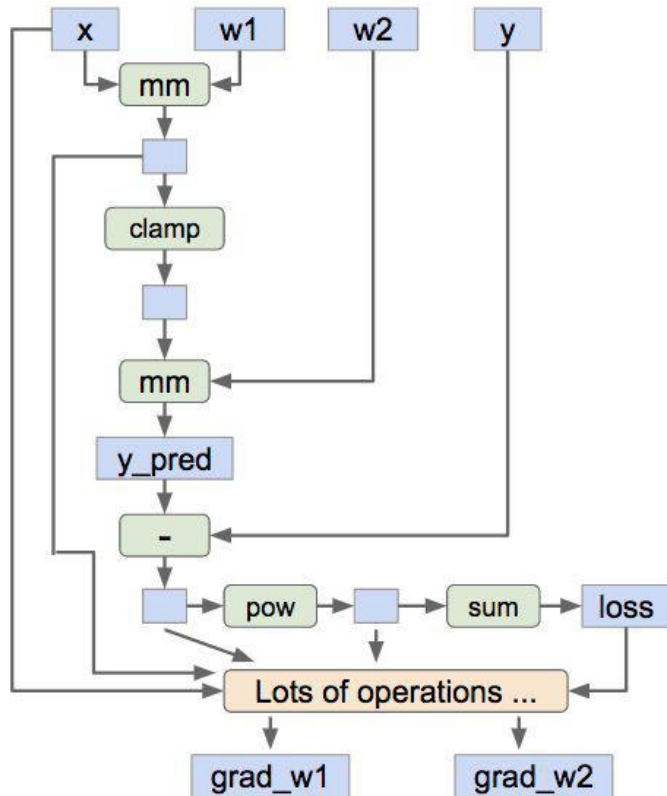 x w1 w2 y
mm
clamp
mm
y_pred
-
pow sum loss
Lots of operations ...
grad_w1 grad_w2